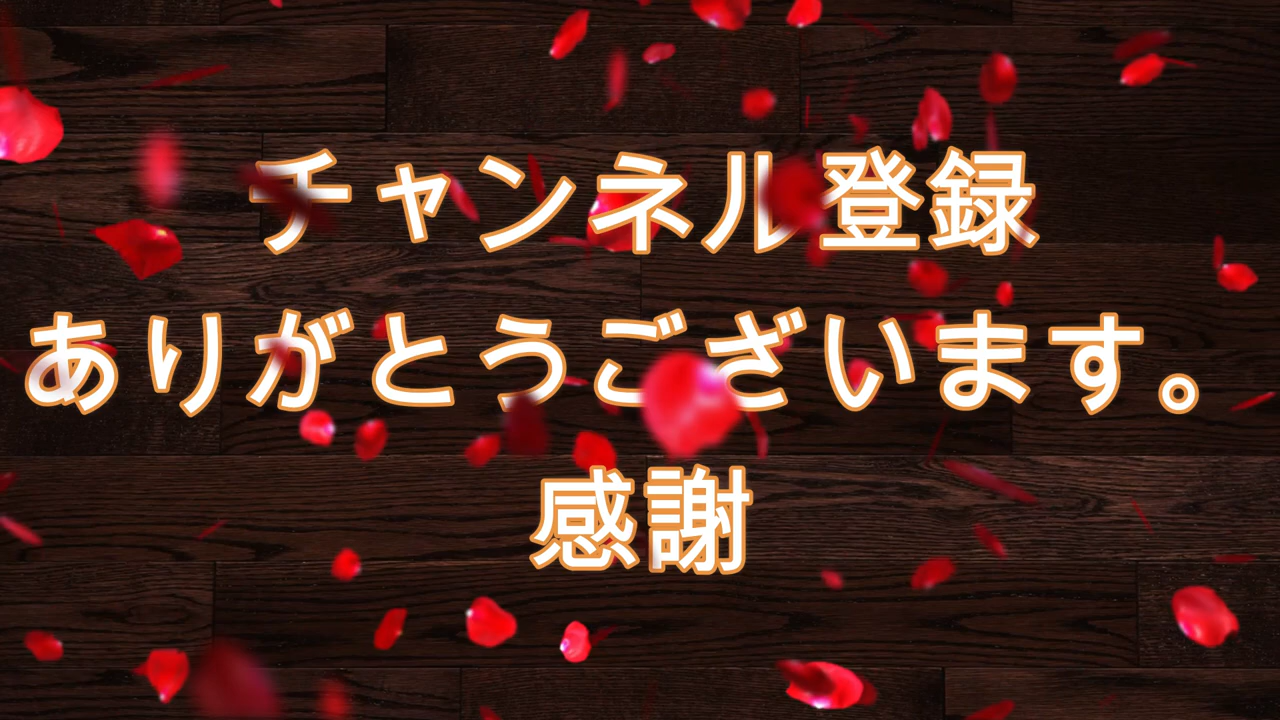 チャンネル登録
ありがとうございます。
感謝